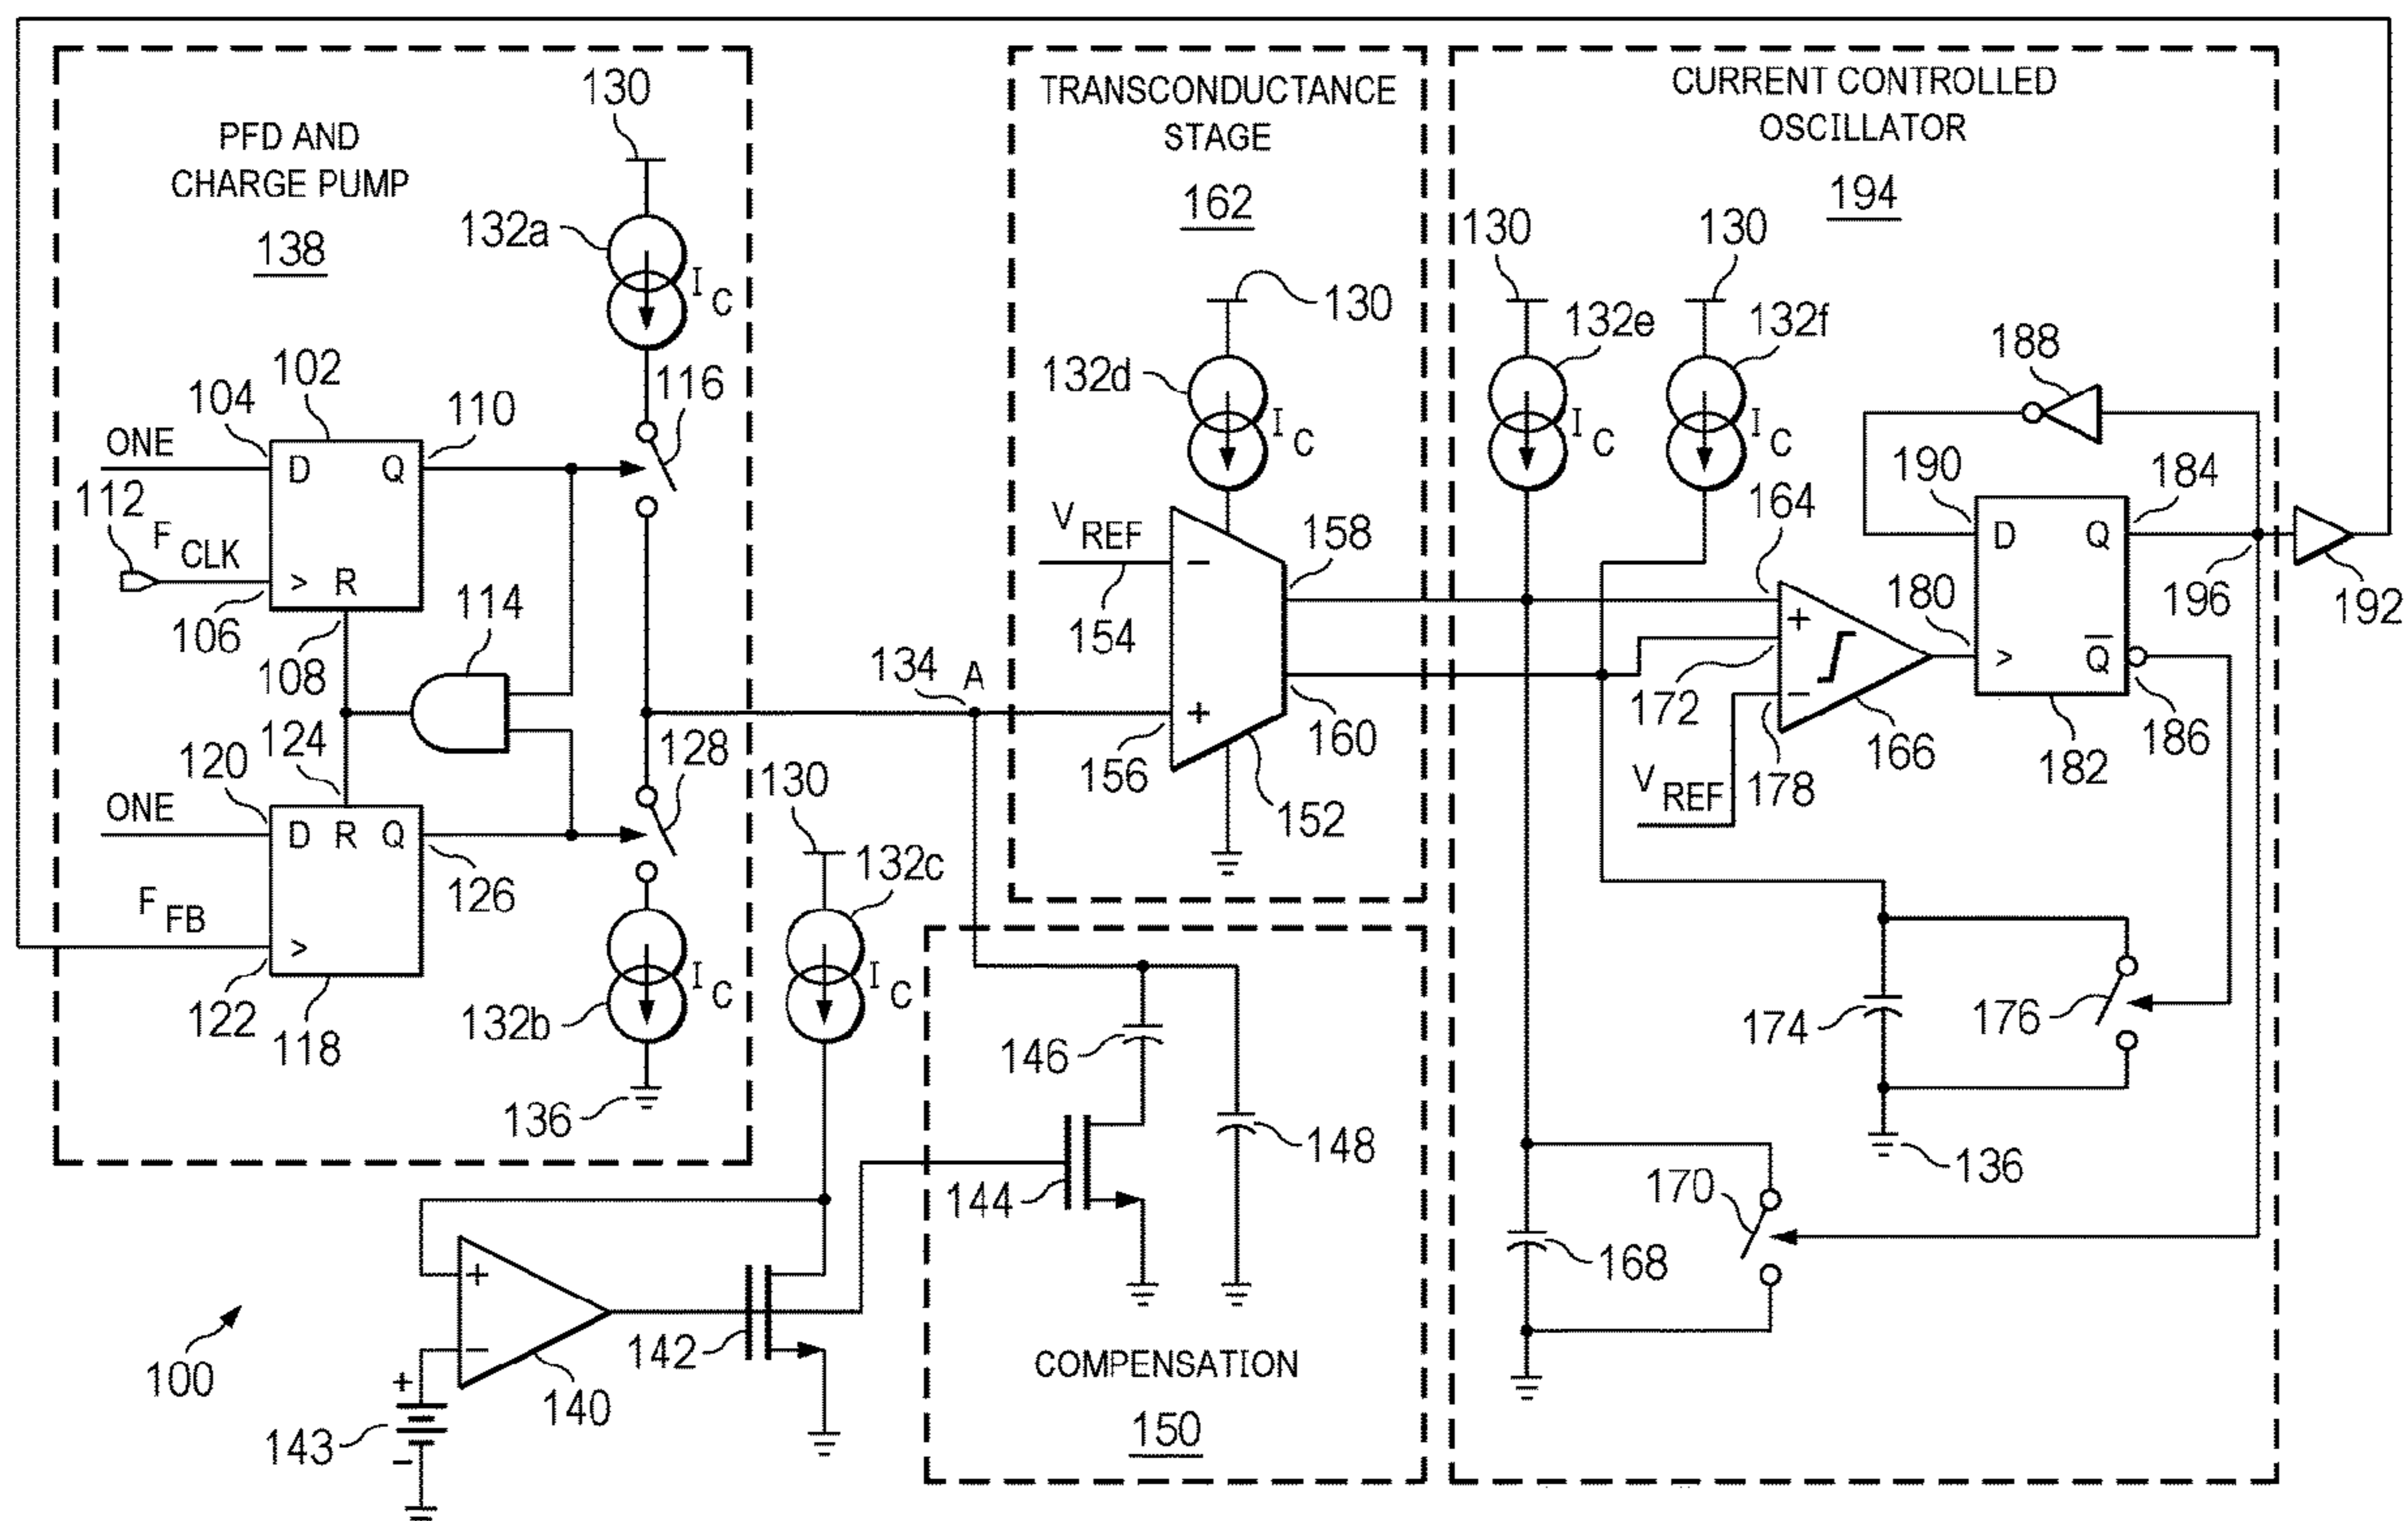 CURRENT CONTROLLED
OSCILLATOR
194
TRANSCONDUCTANCE
STAGE
162
PFD AND
CHARGE PUMP
138
130
132a
I C
116
102
104
110
ONE
D Q
112
F CLK
> R
106
108
114
134 A
124
120
128
ONE
D R Q
126
F FB
>
122
118
132b
I C
136
130
132c
I C
130
132d
I C
V REF
−
154
158
+
156
160
152
130
132e
I C
130
132f
I C
164
+
172
−
178
V REF
166
188
190
184
D Q
180
> Q̅
182
186
196
192
174
176
136
170
168
146
144
148
COMPENSATION
150
+
−
140
142
+
143
−
100